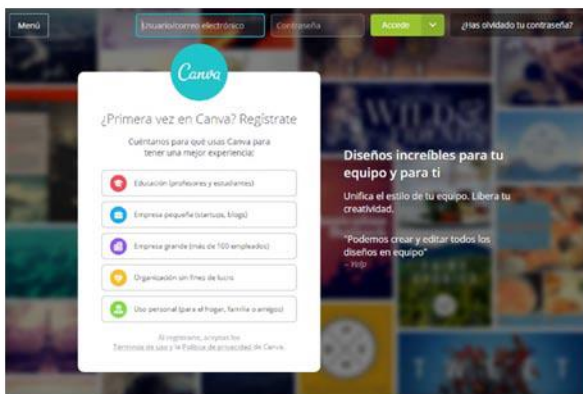 Menú
Usuario/correo electrónico
Contraseña
Accede
¿Has olvidado tu contraseña?
Canva
¿Primera vez en Canva? Regístrate
Cuéntanos para qué usas Canva para
tener una mejor experiencia:
Educación (profesores y estudiantes)
Empresa pequeña (startups, blogs)
Empresa grande (más de 100 empleados)
Organización sin fines de lucro
Uso personal (para el hogar, familia o amigos)
Al registrarte, aceptas los
Términos de uso y la Política de privacidad de Canva.
WILD &
Diseños increíbles para tu
equipo y para ti
Unifica el estilo de tu equipo. Libera tu
creatividad.
"Podemos crear y editar todos los
diseños en equipo"
– Yelp